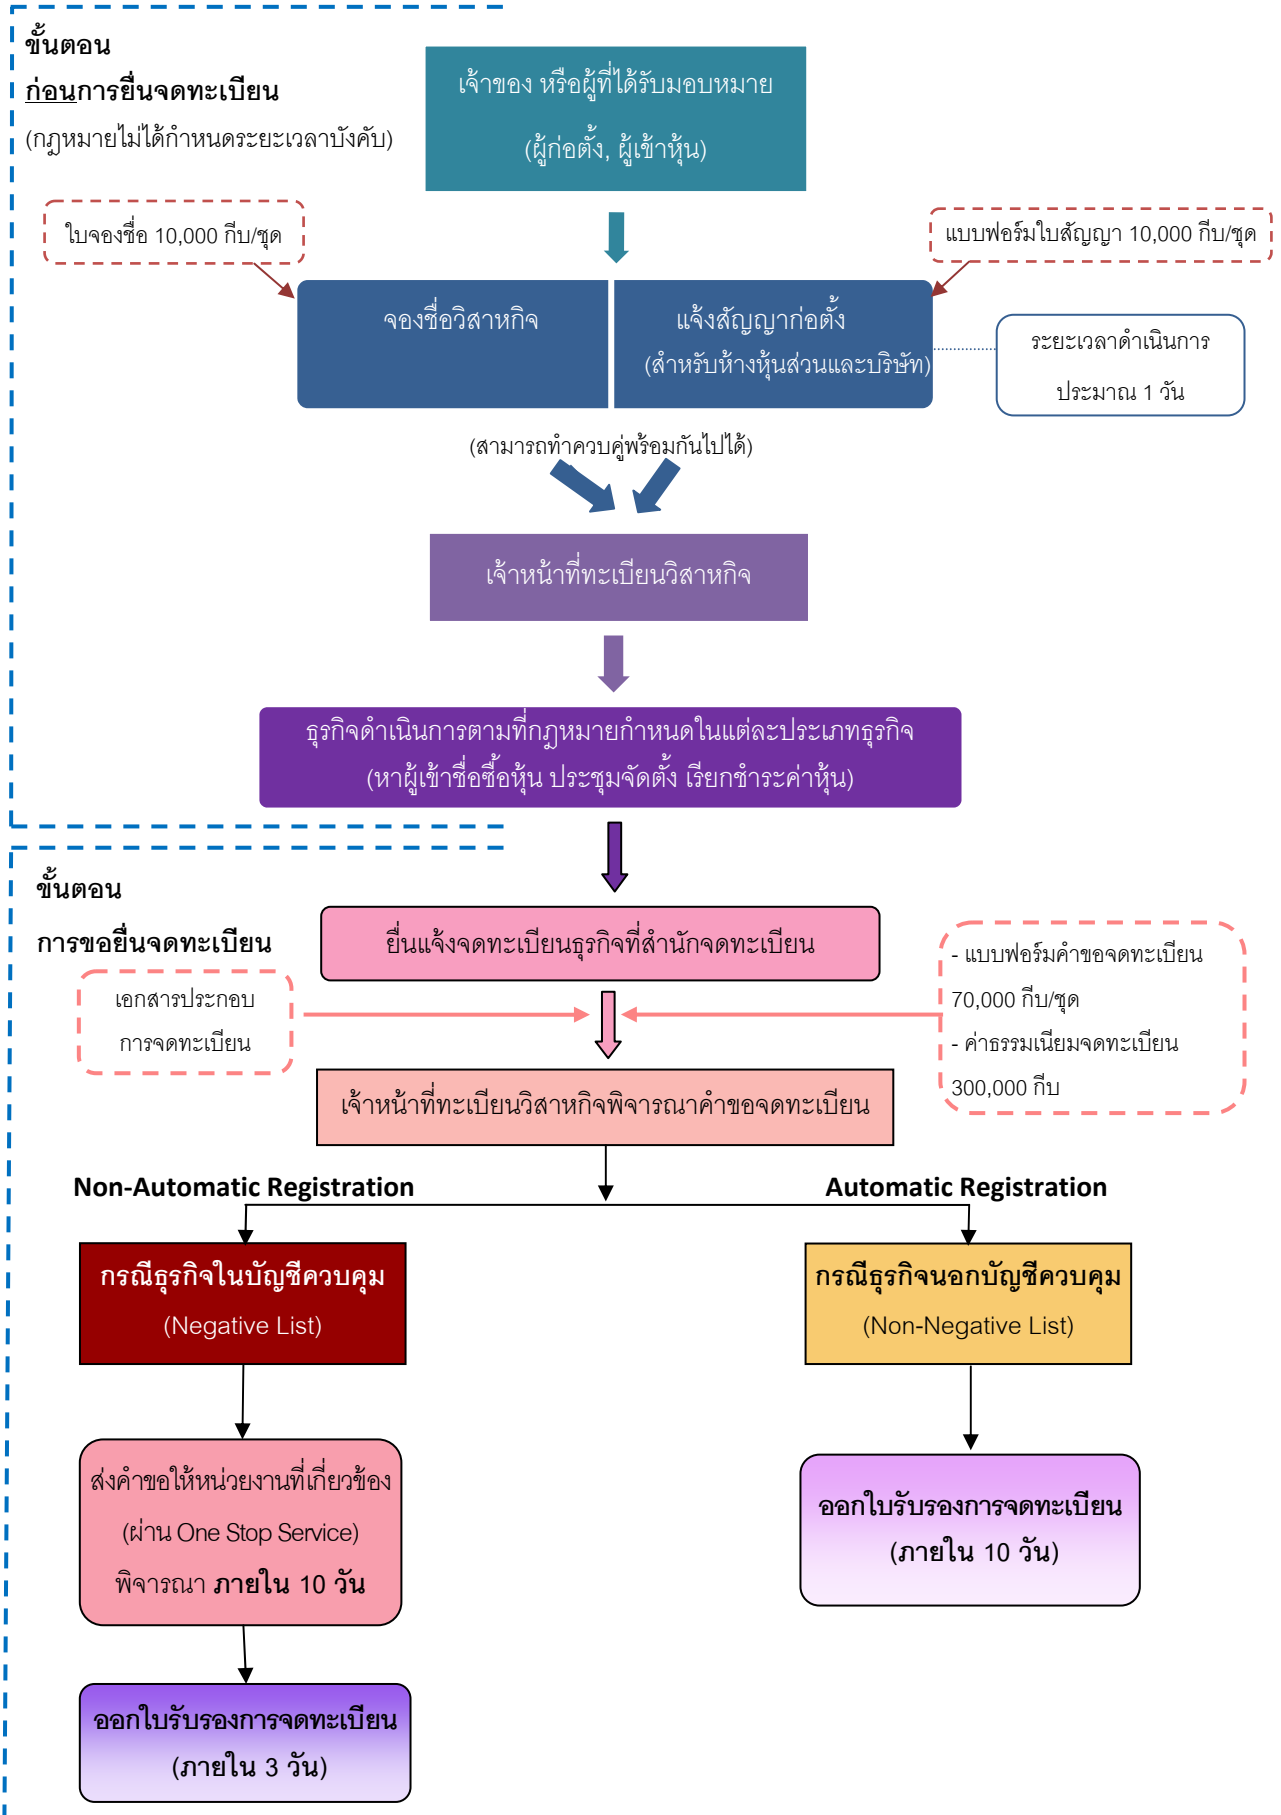 ขั้นตอน
ก่อนการยื่นจดทะเบียน
(กฎหมายไม่ได้กำหนดระยะเวลาบังคับ)
เจ้าของ หรือผู้ที่ได้รับมอบหมาย
(ผู้ก่อตั้ง, ผู้เข้าหุ้น)
ใบจองชื่อ 10,000 กีบ/ชุด
แบบฟอร์มใบสัญญา 10,000 กีบ/ชุด
จองชื่อวิสาหกิจ
แจ้งสัญญาก่อตั้ง
(สำหรับห้างหุ้นส่วนและบริษัท)
ระยะเวลาดำเนินการ
ประมาณ 1 วัน
(สามารถทำควบคู่พร้อมกันไปได้)
เจ้าหน้าที่ทะเบียนวิสาหกิจ
ธุรกิจดำเนินการตามที่กฎหมายกำหนดในแต่ละประเภทธุรกิจ
(หาผู้เข้าชื่อซื้อหุ้น ประชุมจัดตั้ง เรียกชำระค่าหุ้น)
ขั้นตอน
การขอยื่นจดทะเบียน
ยื่นแจ้งจดทะเบียนธุรกิจที่สำนักจดทะเบียน
เอกสารประกอบ
การจดทะเบียน
- แบบฟอร์มคำขอจดทะเบียน
70,000 กีบ/ชุด
- ค่าธรรมเนียมจดทะเบียน
300,000 กีบ
เจ้าหน้าที่ทะเบียนวิสาหกิจพิจารณาคำขอจดทะเบียน
Non-Automatic Registration
Automatic Registration
กรณีธุรกิจในบัญชีควบคุม
(Negative List)
กรณีธุรกิจนอกบัญชีควบคุม
(Non-Negative List)
ส่งคำขอให้หน่วยงานที่เกี่ยวข้อง
(ผ่าน One Stop Service)
พิจารณา ภายใน 10 วัน
ออกใบรับรองการจดทะเบียน
(ภายใน 10 วัน)
ออกใบรับรองการจดทะเบียน
(ภายใน 3 วัน)